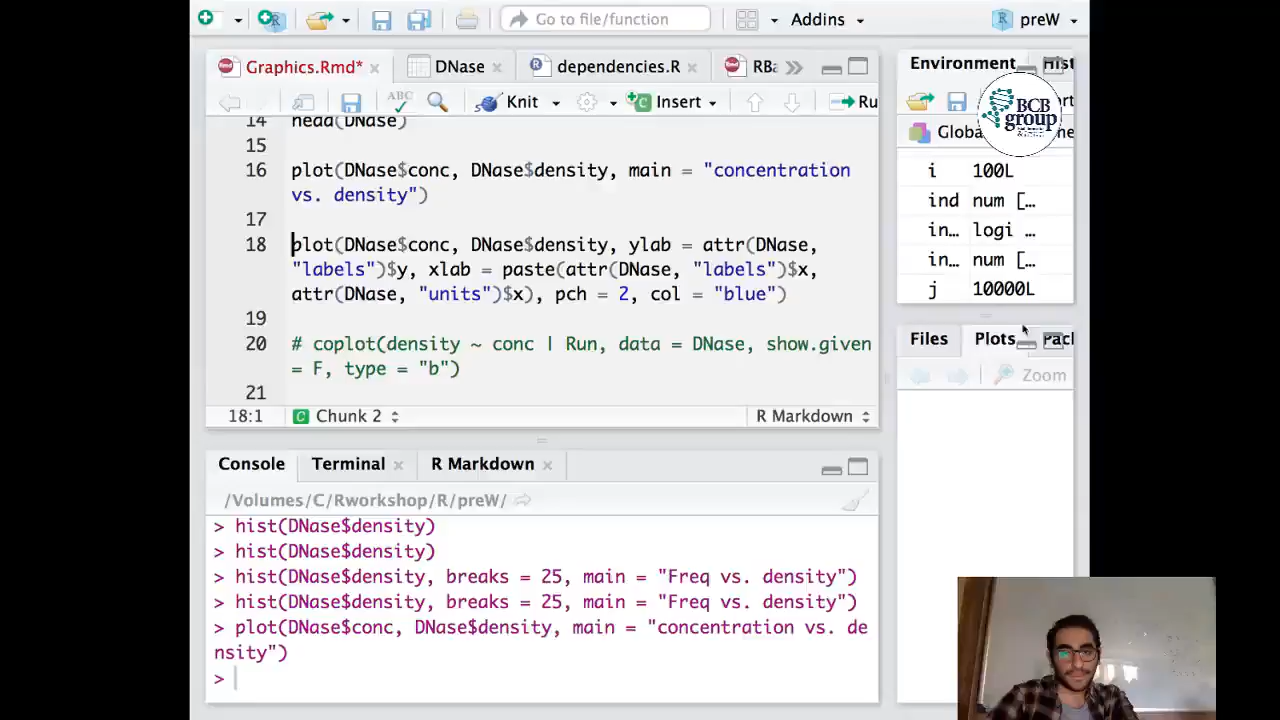 Go to file/function
Addins
preW
Graphics.Rmd*
DNase
dependencies.R
RBa
Environment
Hist
ABC
Knit
Insert
Ru
BCB
group
Globa
14 head(DNase)
15
16 plot(DNase$conc, DNase$density, main = "concentration
vs. density")
17
18 plot(DNase$conc, DNase$density, ylab = attr(DNase,
"labels")$y, xlab = paste(attr(DNase, "labels")$x,
attr(DNase, "units")$x), pch = 2, col = "blue")
19
20 # coplot(density ~ conc | Run, data = DNase, show.given
= F, type = "b")
21
18:1 Chunk 2 R Markdown
i 100L
ind num [...
in... logi ...
in... num [...
j 10000L
Files
Plots
Pack
Zoom
Console
Terminal
R Markdown
/Volumes/C/Rworkshop/R/preW/
> hist(DNase$density)
> hist(DNase$density)
> hist(DNase$density, breaks = 25, main = "Freq vs. density")
> hist(DNase$density, breaks = 25, main = "Freq vs. density")
> plot(DNase$conc, DNase$density, main = "concentration vs. de
nsity")
>